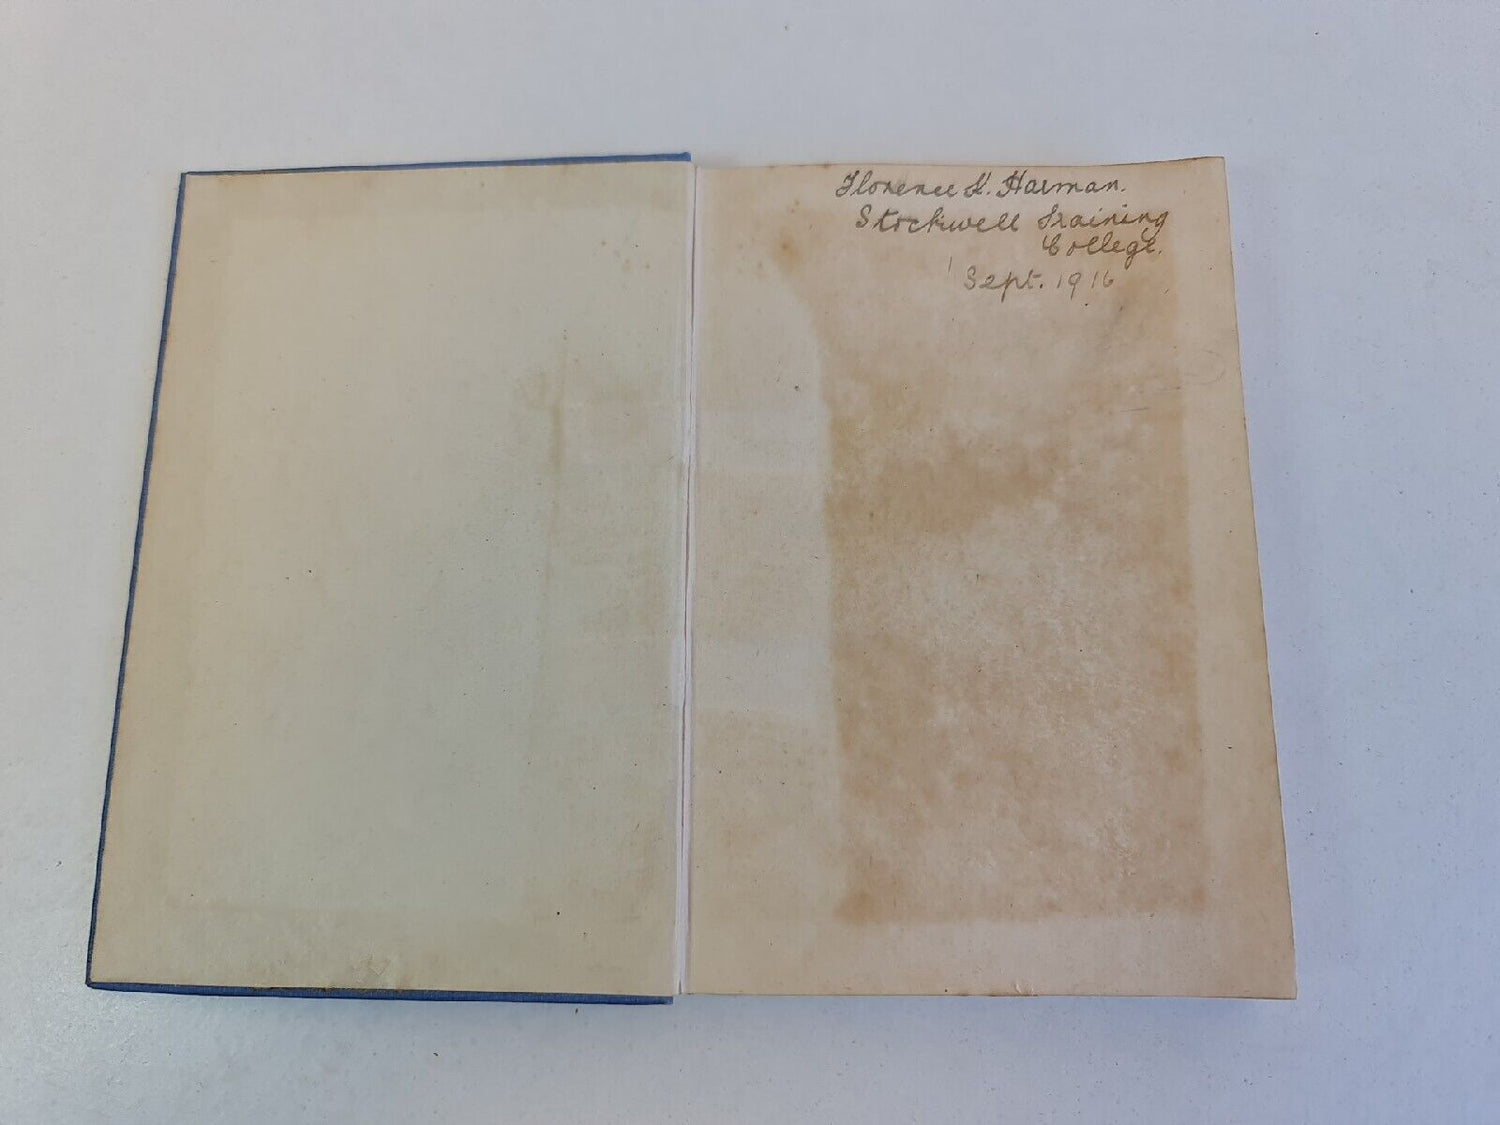 Florence K. Harman.
Stockwell Training
College.
Sept. 1916